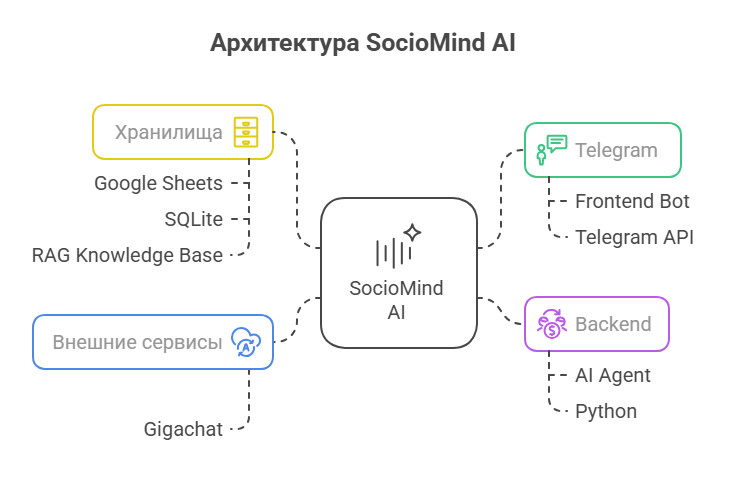 Архитектура SocioMind AI
Хранилища
Google Sheets
SQLite
RAG Knowledge Base
Внешние сервисы
Gigachat
SocioMind
AI
Telegram
Frontend Bot
Telegram API
Backend
AI Agent
Python